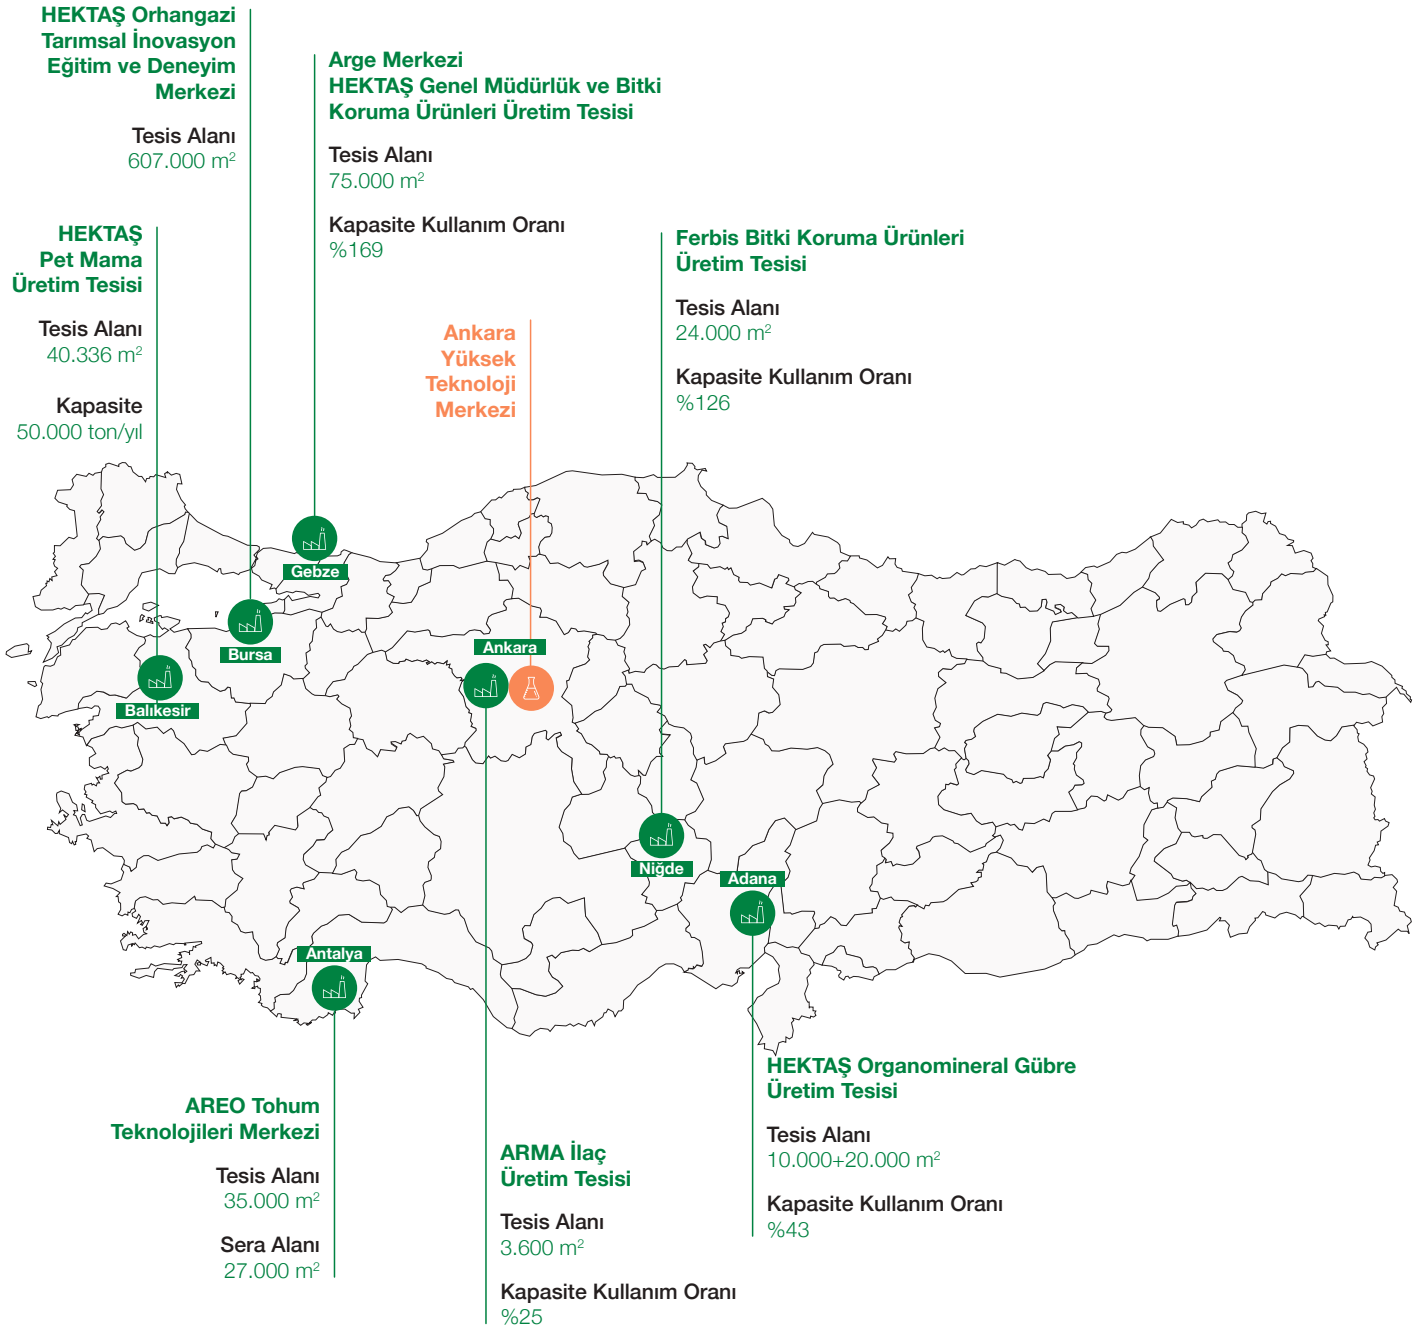 HEKTAŞ Orhangazi
Tarımsal İnovasyon
Eğitim ve Deneyim
Merkezi
Tesis Alanı
607.000 m²
Arge Merkezi
HEKTAŞ Genel Müdürlük ve Bitki
Koruma Ürünleri Üretim Tesisi
Tesis Alanı
75.000 m²
Kapasite Kullanım Oranı
%169
HEKTAŞ
Pet Mama
Üretim Tesisi
Tesis Alanı
40.336 m²
Kapasite
50.000 ton/yıl
Ankara
Yüksek
Teknoloji
Merkezi
Ferbis Bitki Koruma Ürünleri
Üretim Tesisi
Tesis Alanı
24.000 m²
Kapasite Kullanım Oranı
%126
Gebze
Bursa
Ankara
Balıkesir
Niğde
Adana
Antalya
AREO Tohum
Teknolojileri Merkezi
Tesis Alanı
35.000 m²
Sera Alanı
27.000 m²
ARMA İlaç
Üretim Tesisi
Tesis Alanı
3.600 m²
Kapasite Kullanım Oranı
%25
HEKTAŞ Organomineral Gübre
Üretim Tesisi
Tesis Alanı
10.000+20.000 m²
Kapasite Kullanım Oranı
%43